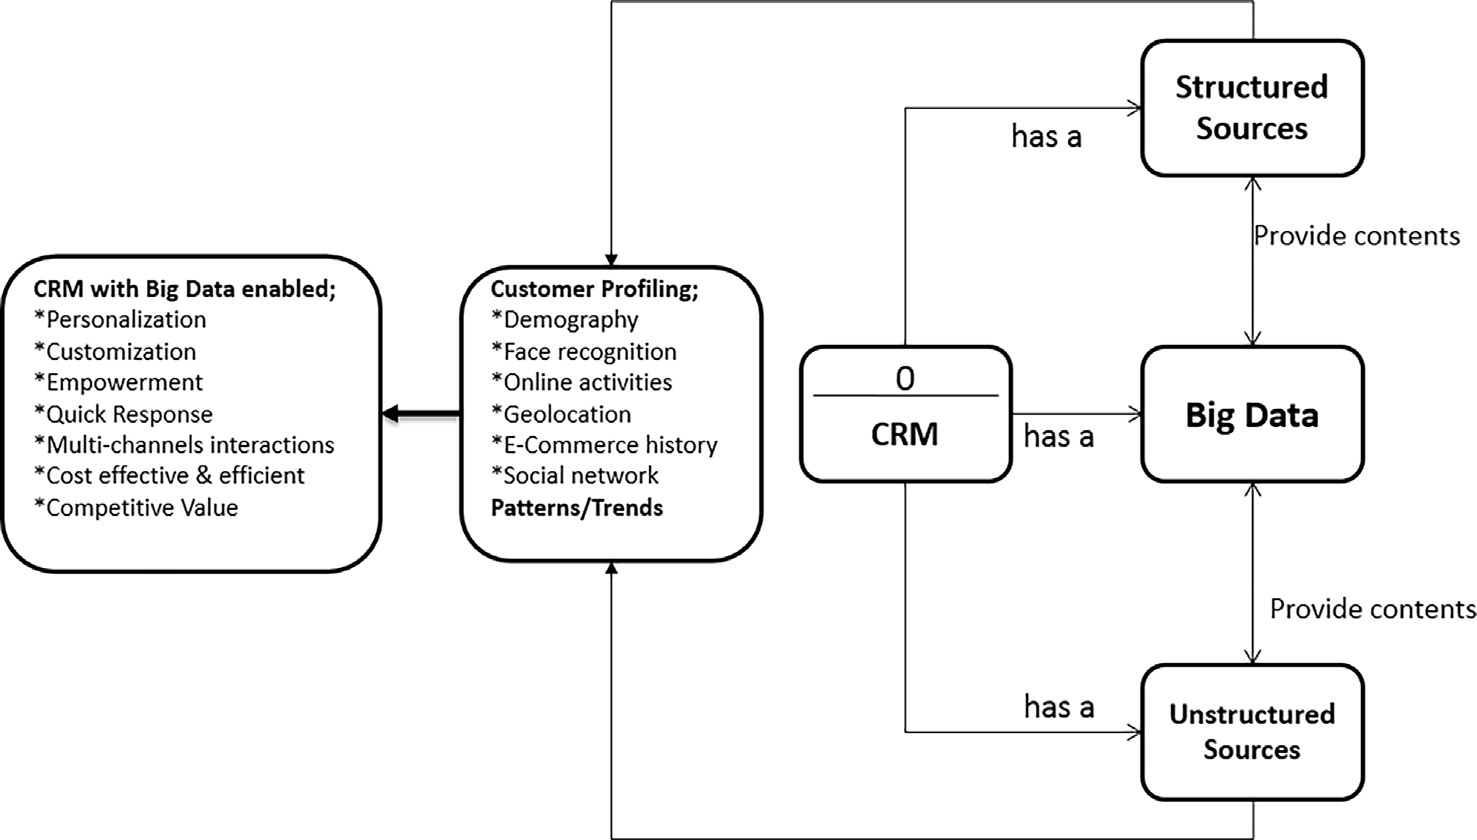 Structured
Sources
has a
Provide contents
CRM with Big Data enabled;
*Personalization
*Customization
*Empowerment
*Quick Response
*Multi-channels interactions
*Cost effective & efficient
*Competitive Value
Customer Profiling;
*Demography
*Face recognition
*Online activities
*Geolocation
*E-Commerce history
*Social network
Patterns/Trends
0
CRM
has a
Big Data
Provide contents
has a
Unstructured
Sources